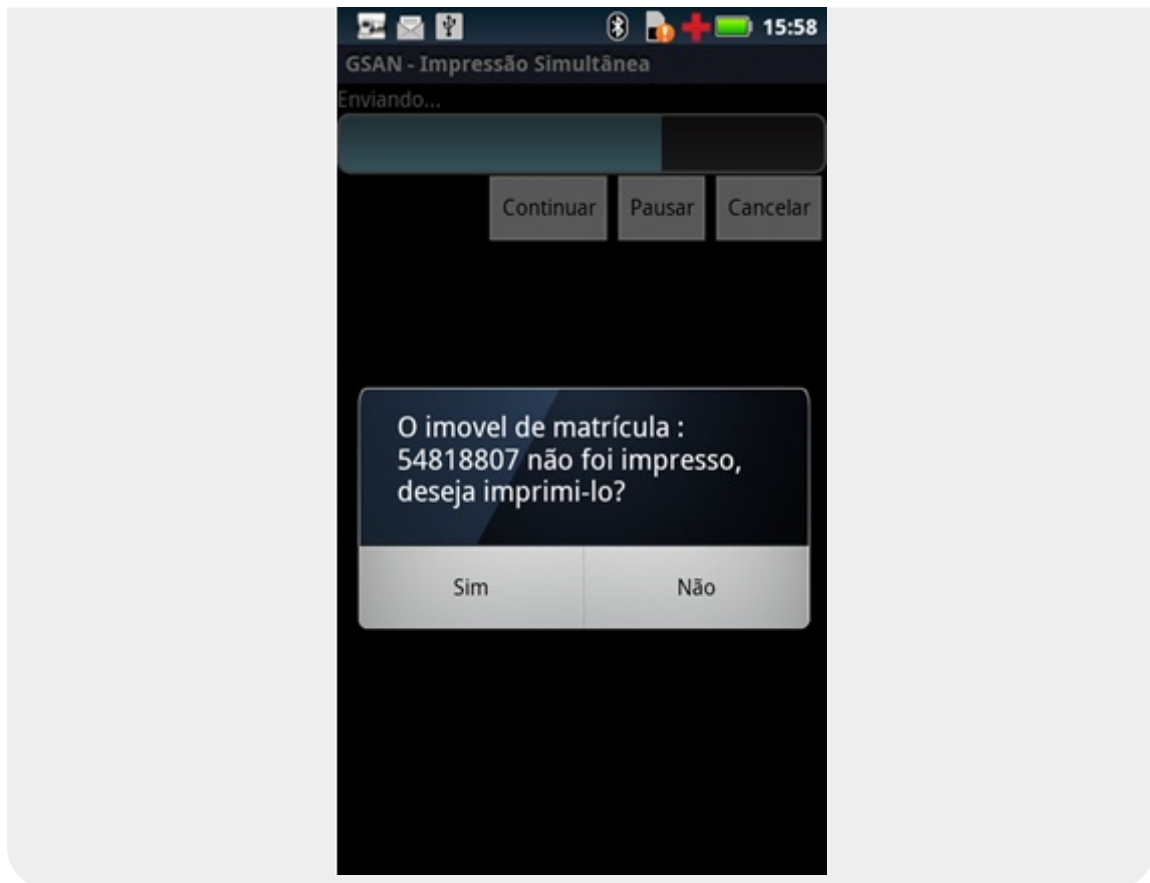 15:58
GSAN - Impressão Simultânea
Enviando...
Continuar Pausar Cancelar
O imovel de matrícula :
54818807 não foi impresso,
deseja imprimi-lo?
Sim Não